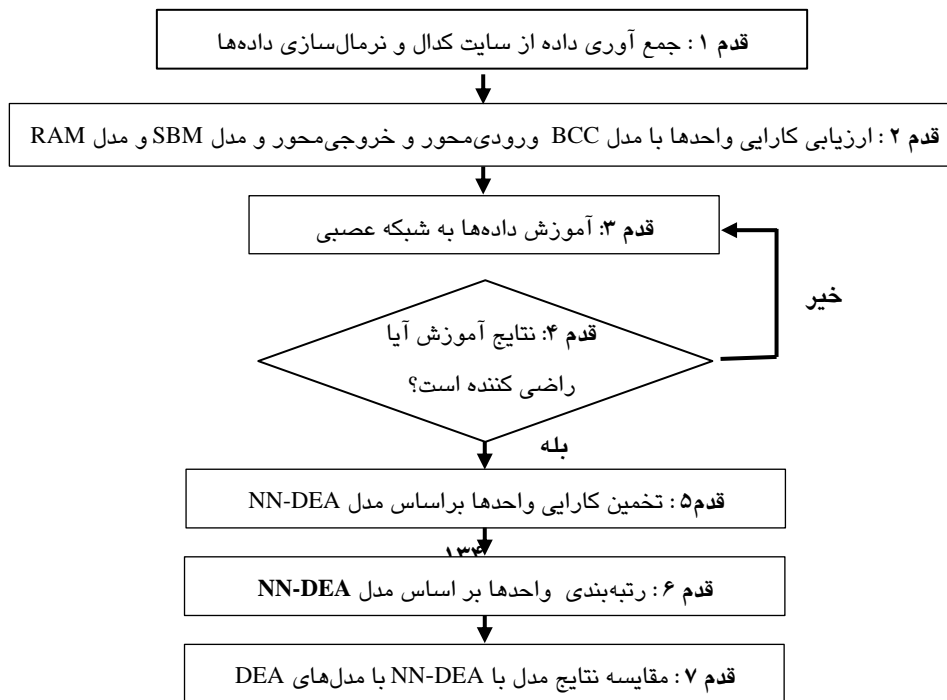 قدم ۱ : جمع آوری داده از سایت کدال و نرمال‌سازی داده‌ها
قدم ۲ : ارزیابی کارایی واحدها با مدل BCC ورودی‌محور و خروجی‌محور و مدل SBM و مدل RAM
قدم ۳: آموزش داده‌ها به شبکه عصبی
خیر
قدم ۴: نتایج آموزش آیا
راضی کننده است؟
بله
قدم۵ : تخمین کارایی واحدها براساس مدل NN-DEA
۱۳۴
قدم ۶ : رتبه‌بندی واحدها بر اساس مدل NN-DEA
قدم ۷ : مقایسه نتایج مدل با NN-DEA با مدل‌های DEA